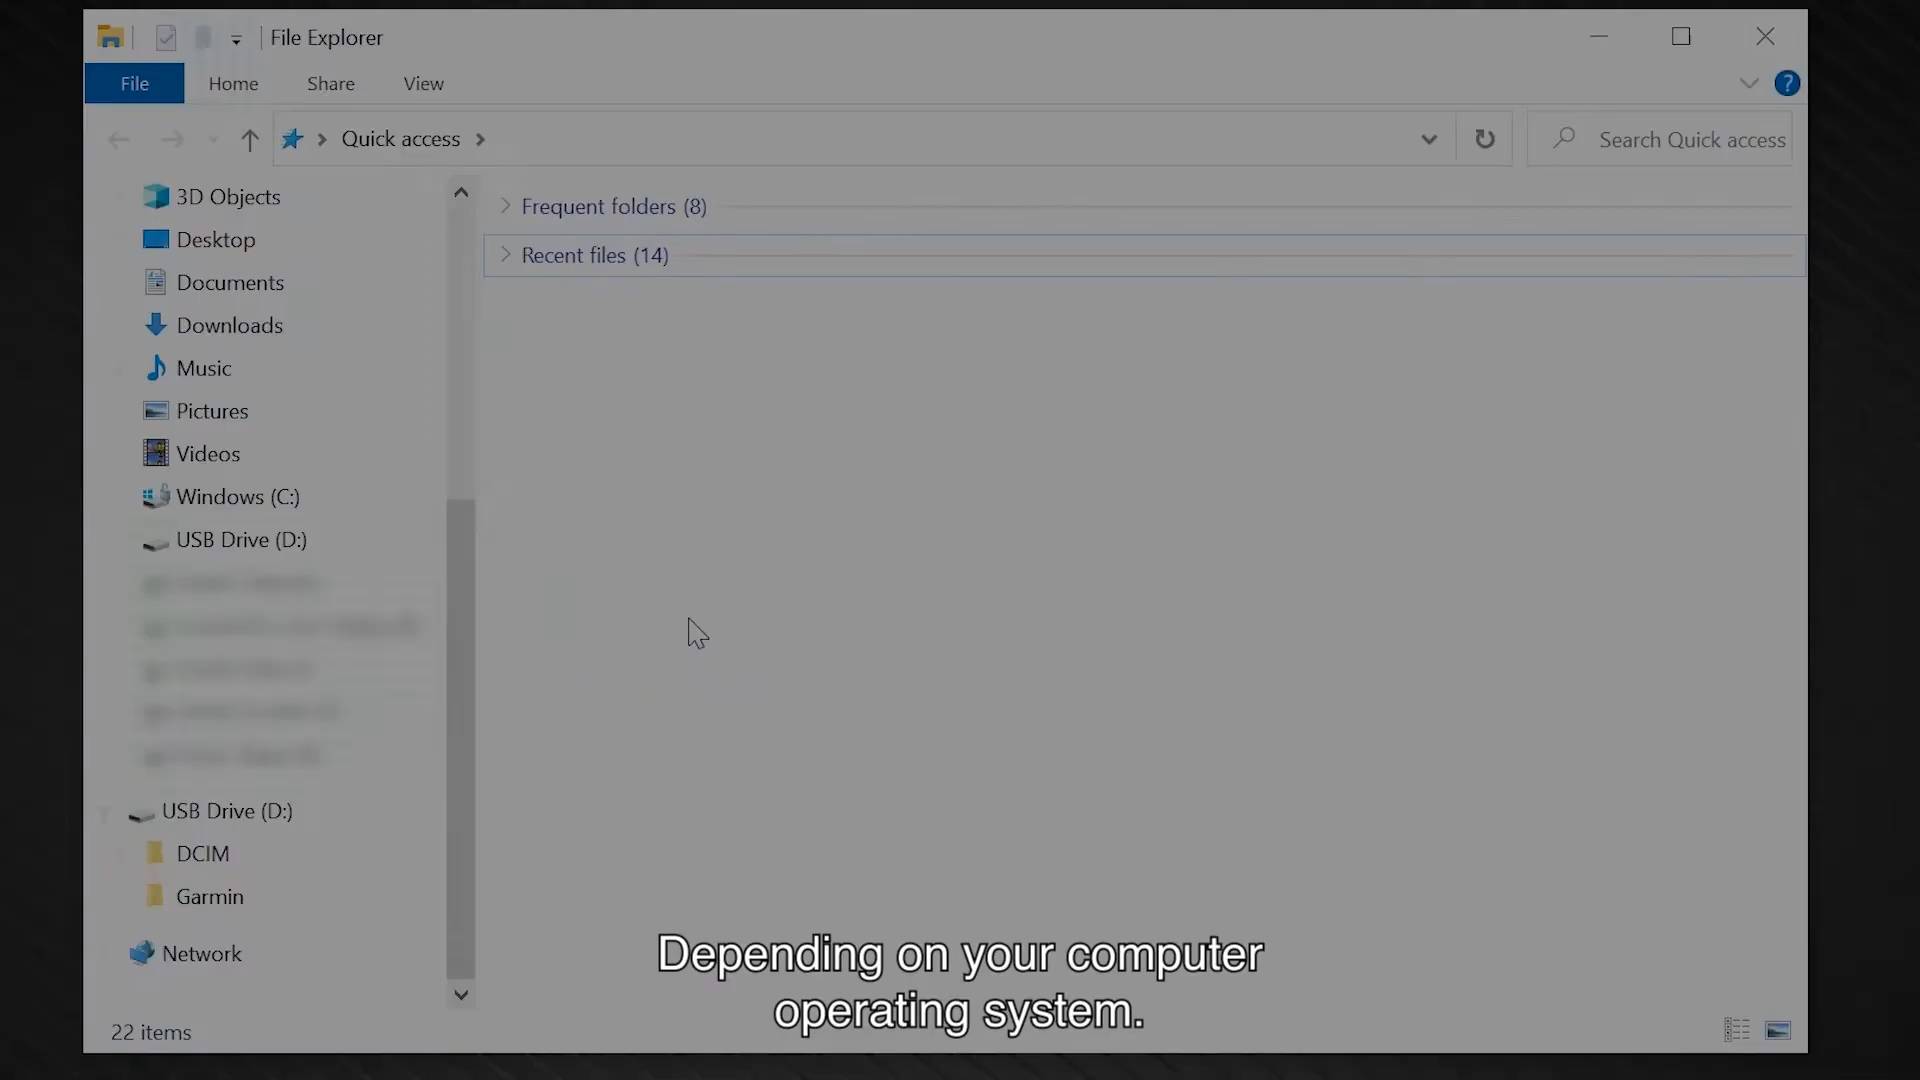 File Explorer
File Home Share View
?
Quick access
Search Quick access
3D Objects
Desktop
Documents
Downloads
Music
Pictures
Videos
Windows (C:)
USB Drive (D:)
USB Drive (D:)
DCIM
Garmin
Network
Frequent folders (8)
Recent files (14)
Depending on your computer
operating system.
22 items